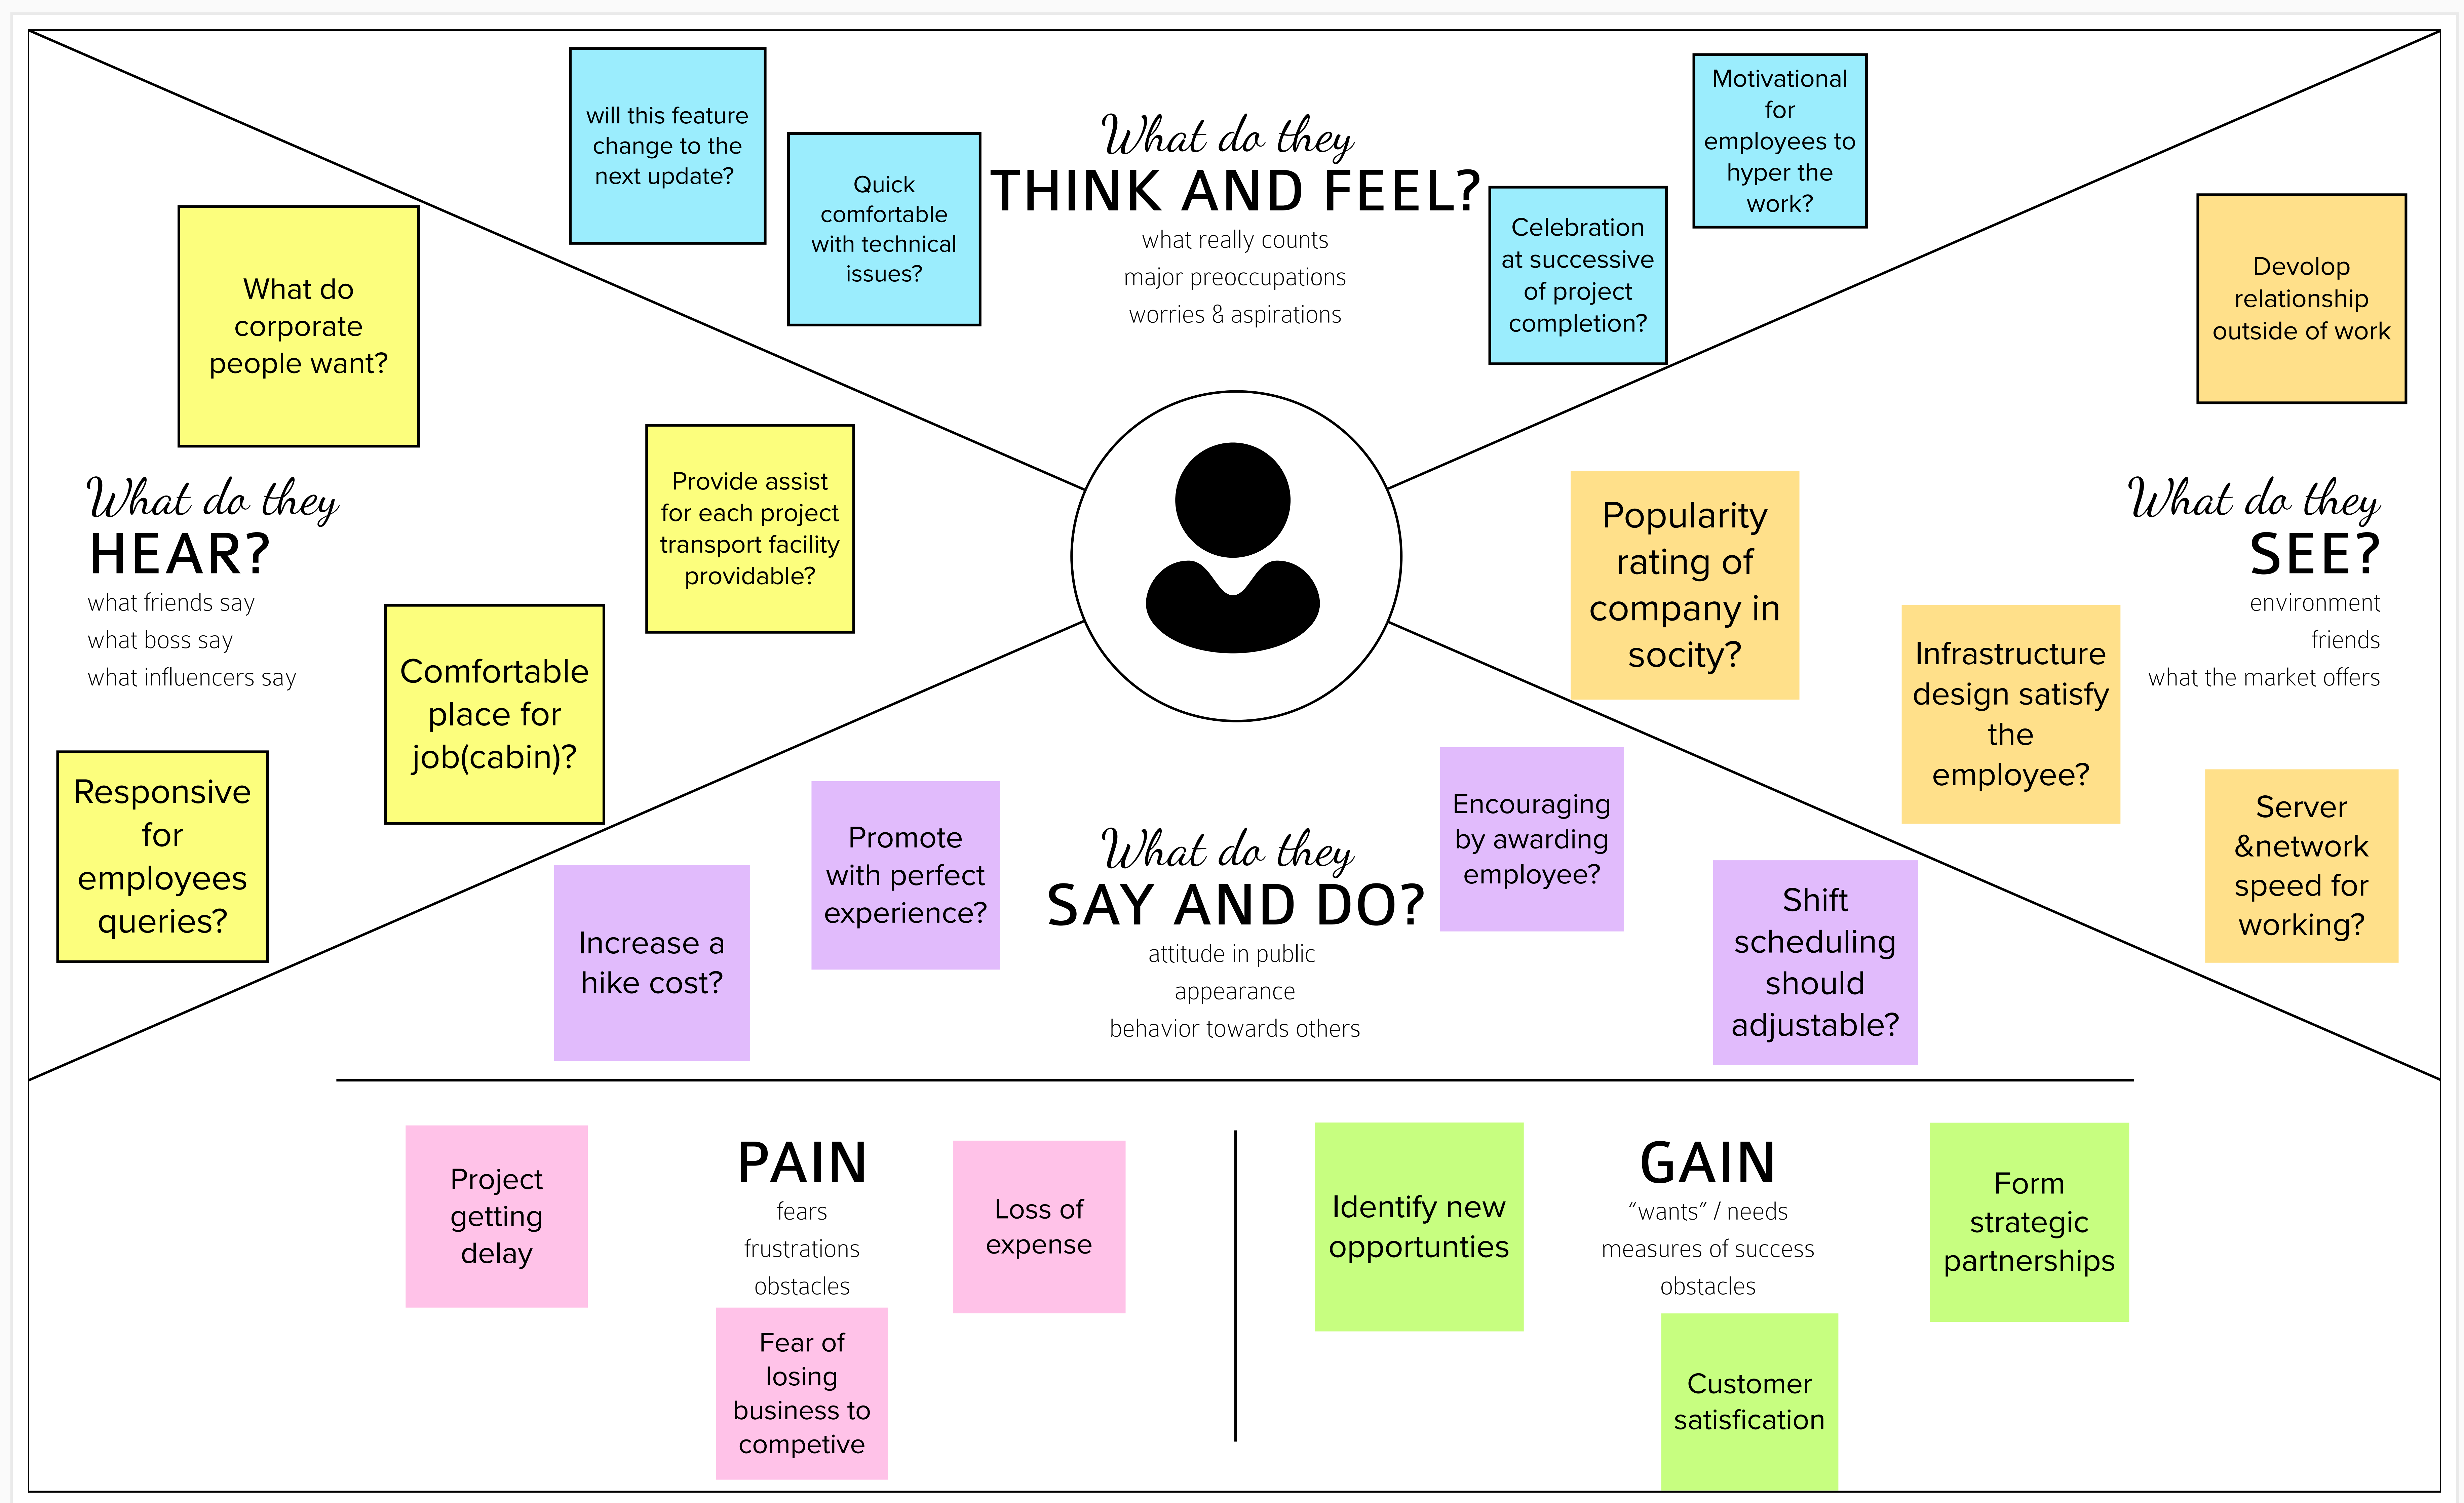 What do they
THINK AND FEEL?
what really counts
major preoccupations
worries & aspirations
will this feature
change to the
next update?
Quick
comfortable
with technical
issues?
Celebration
at successive
of project
completion?
Motivational
for
employees to
hyper the
work?
What do they
HEAR?
what friends say
what boss say
what influencers say
What do
corporate
people want?
Provide assist
for each project
transport facility
providable?
Comfortable
place for
job(cabin)?
Responsive
for
employees
queries?
What do they
SEE?
environment
friends
what the market offers
Devolop
relationship
outside of work
Popularity
rating of
company in
socity?
Infrastructure
design satisfy
the
employee?
Server
&network
speed for
working?
What do they
SAY AND DO?
attitude in public
appearance
behavior towards others
Increase a
hike cost?
Promote
with perfect
experience?
Encouraging
by awarding
employee?
Shift
scheduling
should
adjustable?
PAIN
fears
frustrations
obstacles
Project
getting
delay
Loss of
expense
Fear of
losing
business to
competive
GAIN
“wants” / needs
measures of success
obstacles
Identify new
opportunties
Form
strategic
partnerships
Customer
satisfication